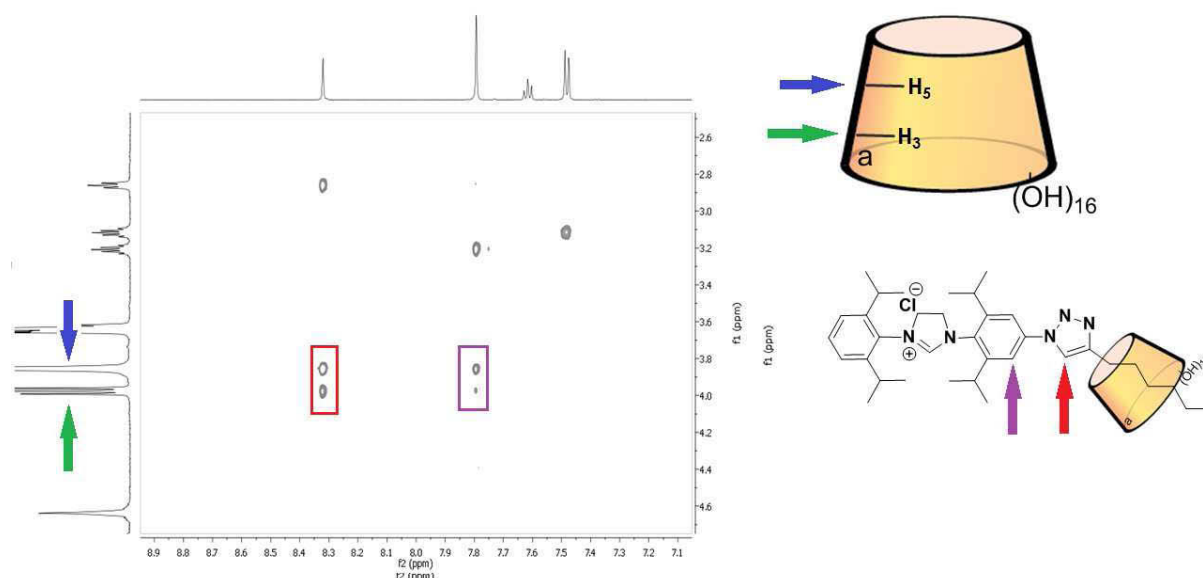 2.6
2.8
3.0
3.2
3.4
3.6
3.8
4.0
4.2
4.4
4.6
f1 (ppm)
f1 (ppm)
8.9 8.8 8.7 8.6 8.5 8.4 8.3 8.2 8.1 8.0 7.9 7.8 7.7 7.6 7.5 7.4 7.3 7.2 7.1
f2 (ppm)
f2 (ppm)
H5
H3
a
(OH)16
Cl
N
N
N
N
N
a